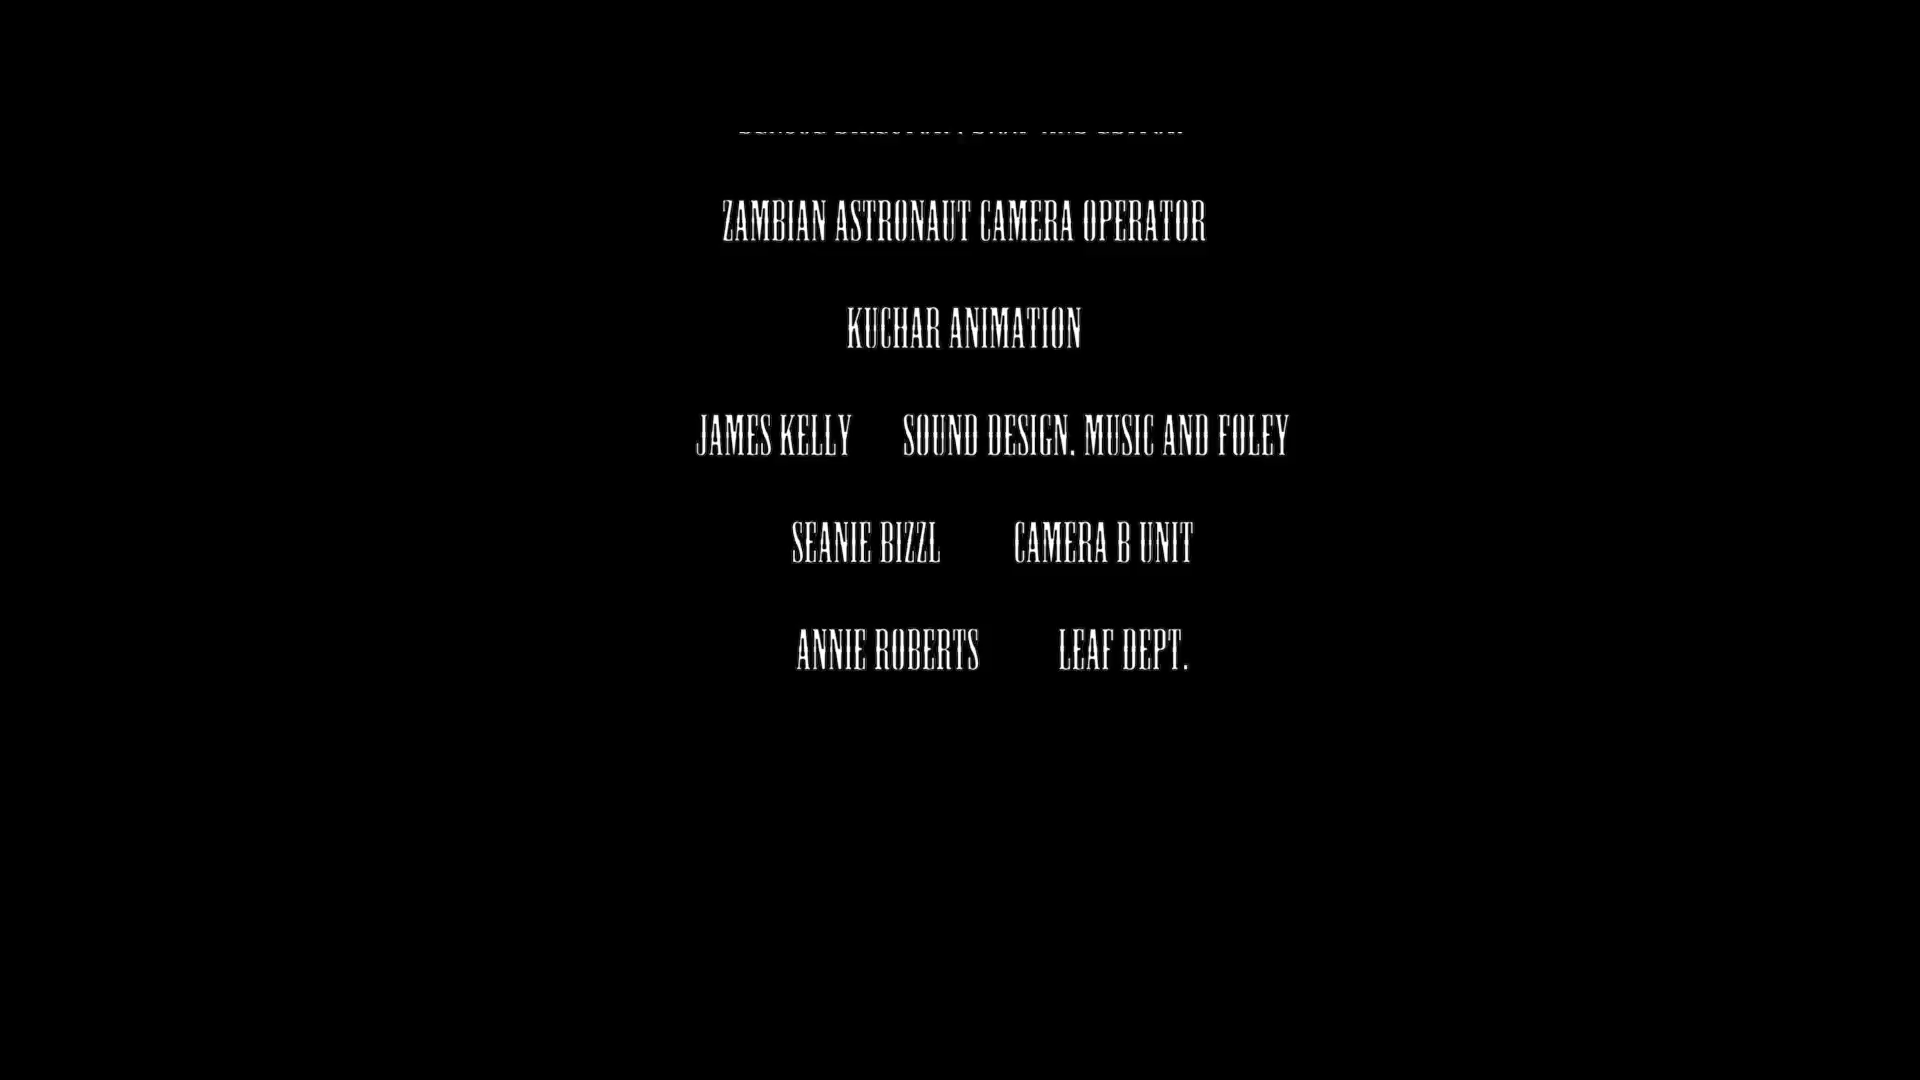 ZAMBIAN ASTRONAUT CAMERA OPERATOR
KUCHAR ANIMATION
JAMES KELLY SOUND DESIGN, MUSIC AND FOLEY
SEANIE BIZZL CAMERA B UNIT
ANNIE ROBERTS LEAF DEPT.